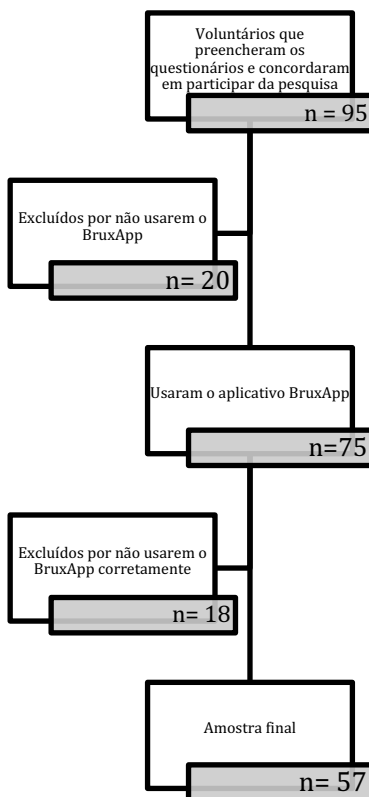 Voluntários que
preencheram os
questionários e concordaram
em participar da pesquisa
n = 95
Excluídos por não usarem o
BruxApp
n= 20
Usaram o aplicativo BruxApp
n=75
Excluídos por não usarem o
BruxApp corretamente
n= 18
Amostra final
n= 57